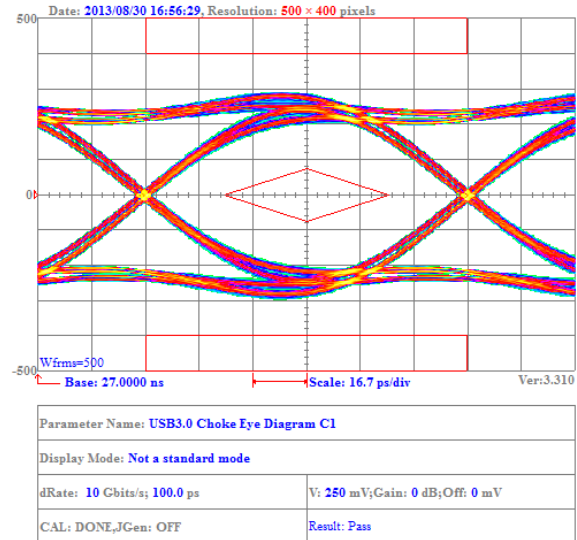 Date: 2013/08/30 16:56:29, Resolution: 500 × 400 pixels
500
0
-500
Wfrms=500
Base: 27.0000 ns
Scale: 16.7 ps/div
Ver:3.310
Parameter Name: USB3.0 Choke Eye Diagram C1
Display Mode: Not a standard mode
dRate: 10 Gbits/s; 100.0 ps
V: 250 mV;Gain: 0 dB;Off: 0 mV
CAL: DONE,JGen: OFF
Result: Pass